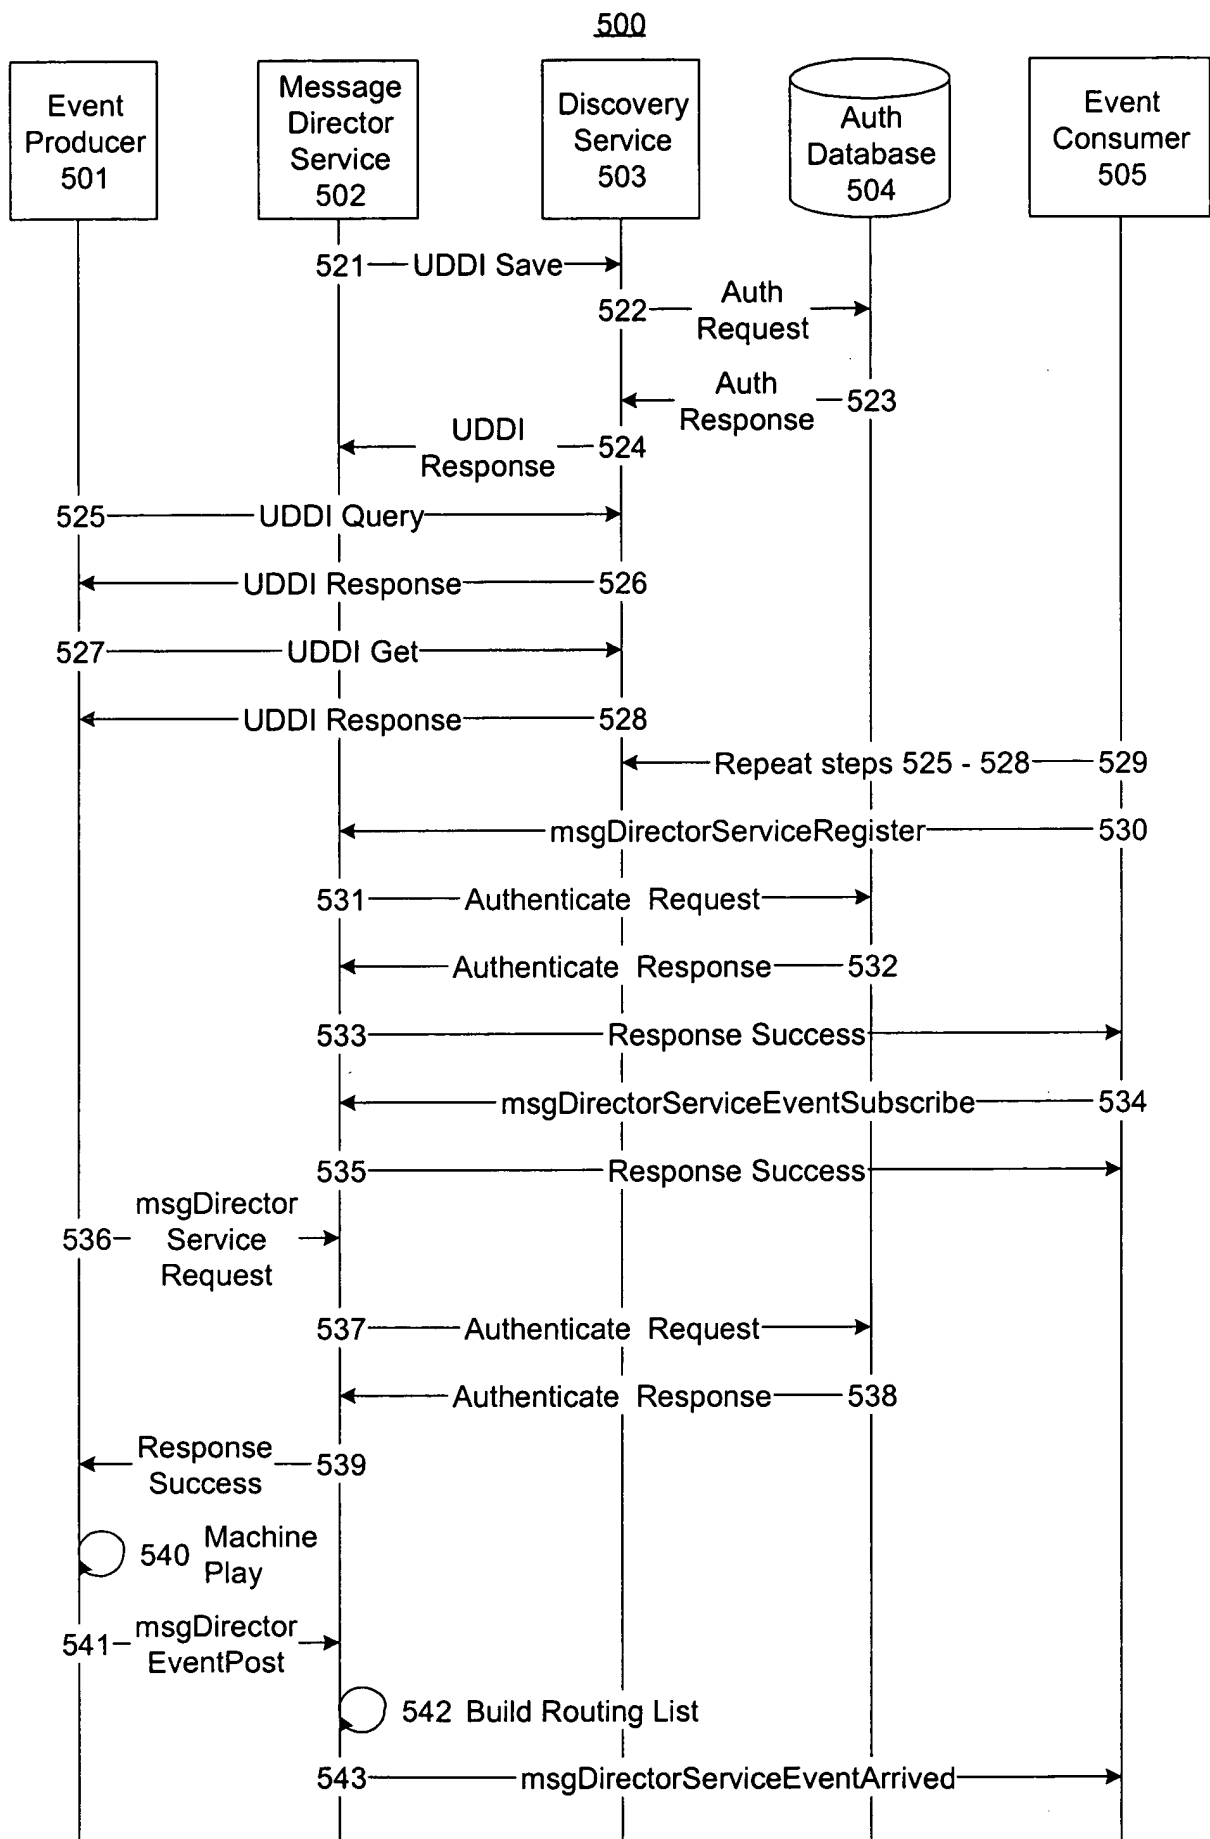 500
Event
Producer
501
Message
Director
Service
502
Discovery
Service
503
Auth
Database
504
Event
Consumer
505
521 UDDI Save
522 Auth
Request
Auth
Response 523
UDDI
Response 524
525 UDDI Query
UDDI Response 526
527 UDDI Get
UDDI Response 528
Repeat steps 525 - 528 529
msgDirectorServiceRegister 530
531 Authenticate Request
Authenticate Response 532
533 Response Success
msgDirectorServiceEventSubscribe 534
535 Response Success
536 msgDirector
Service
Request
537 Authenticate Request
Authenticate Response 538
Response
Success 539
540 Machine
Play
541 msgDirector
EventPost
542 Build Routing List
543 msgDirectorServiceEventArrived